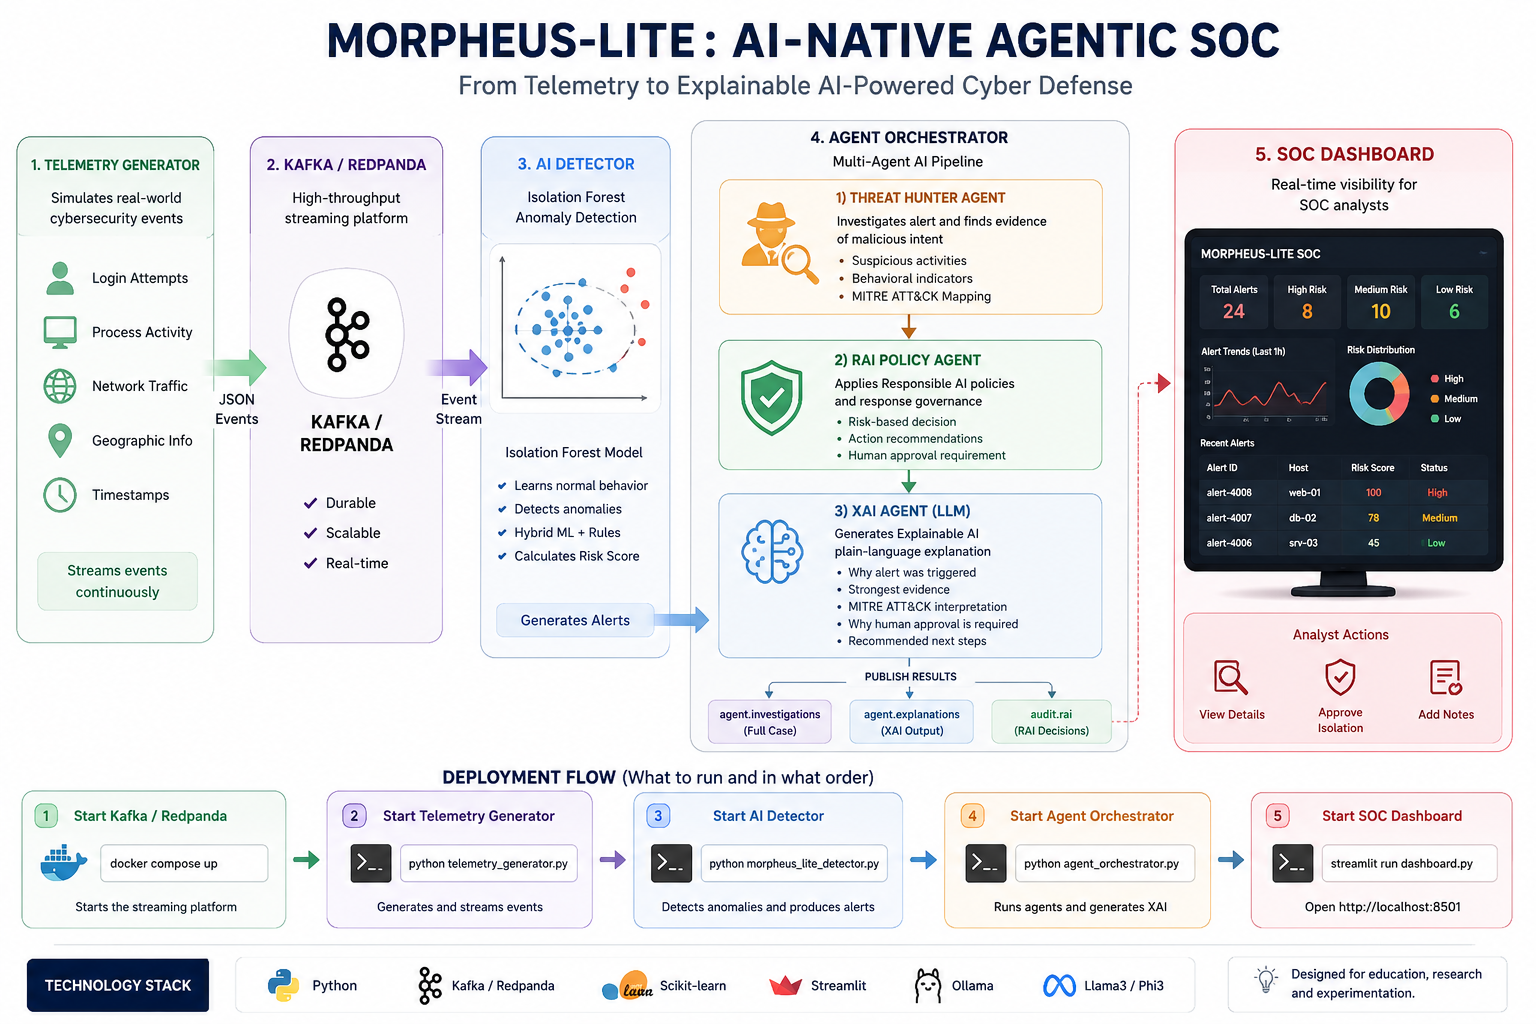 MORPHEUS-LITE: AI-NATIVE AGENTIC SOC
From Telemetry to Explainable AI-Powered Cyber Defense
1. TELEMETRY GENERATOR
Simulates real-world
cybersecurity events
Login Attempts
Process Activity
Network Traffic
Geographic Info
Timestamps
Streams events
continuously
JSON
Events
2. KAFKA / REDPANDA
High-throughput
streaming platform
KAFKA /
REDPANDA
Durable
Scalable
Real-time
Event
Stream
3. AI DETECTOR
Isolation Forest
Anomaly Detection
Isolation Forest Model
Learns normal behavior
Detects anomalies
Hybrid ML + Rules
Calculates Risk Score
Generates Alerts
4. AGENT ORCHESTRATOR
Multi-Agent AI Pipeline
1) THREAT HUNTER AGENT
Investigates alert and finds evidence
of malicious intent
• Suspicious activities
• Behavioral indicators
• MITRE ATT&CK Mapping
2) RAI POLICY AGENT
Applies Responsible AI policies
and response governance
• Risk-based decision
• Action recommendations
• Human approval requirement
3) XAI AGENT (LLM)
Generates Explainable AI
plain-language explanation
• Why alert was triggered
• Strongest evidence
• MITRE ATT&CK interpretation
• Why human approval is required
• Recommended next steps
PUBLISH RESULTS
agent.investigations
(Full Case)
agent.explanations
(XAI Output)
audit.rai
(RAI Decisions)
5. SOC DASHBOARD
Real-time visibility for
SOC analysts
MORPHEUS-LITE SOC
Total Alerts
24
High Risk
8
Medium Risk
10
Low Risk
6
Alert Trends (Last 1h)
Risk Distribution
High
Medium
Low
Recent Alerts
Alert ID Host Risk Score Status
alert-4008 web-01 100 High
alert-4007 db-02 78 Medium
alert-4006 srv-03 45 Low
Analyst Actions
View Details
Approve
Isolation
Add Notes
DEPLOYMENT FLOW (What to run and in what order)
1 Start Kafka / Redpanda
docker compose up
Starts the streaming platform
2 Start Telemetry Generator
>_.. python telemetry_generator.py
Generates and streams events
3 Start AI Detector
>_.. python morpheus_lite_detector.py
Detects anomalies and produces alerts
4 Start Agent Orchestrator
>_.. python agent_orchestrator.py
Runs agents and generates XAI
5 Start SOC Dashboard
>_.. streamlit run dashboard.py
Open http://localhost:8501
TECHNOLOGY STACK
Python
Kafka / Redpanda
Scikit-learn
Streamlit
Ollama
Llama3 / Phi3
Designed for education, research
and experimentation.